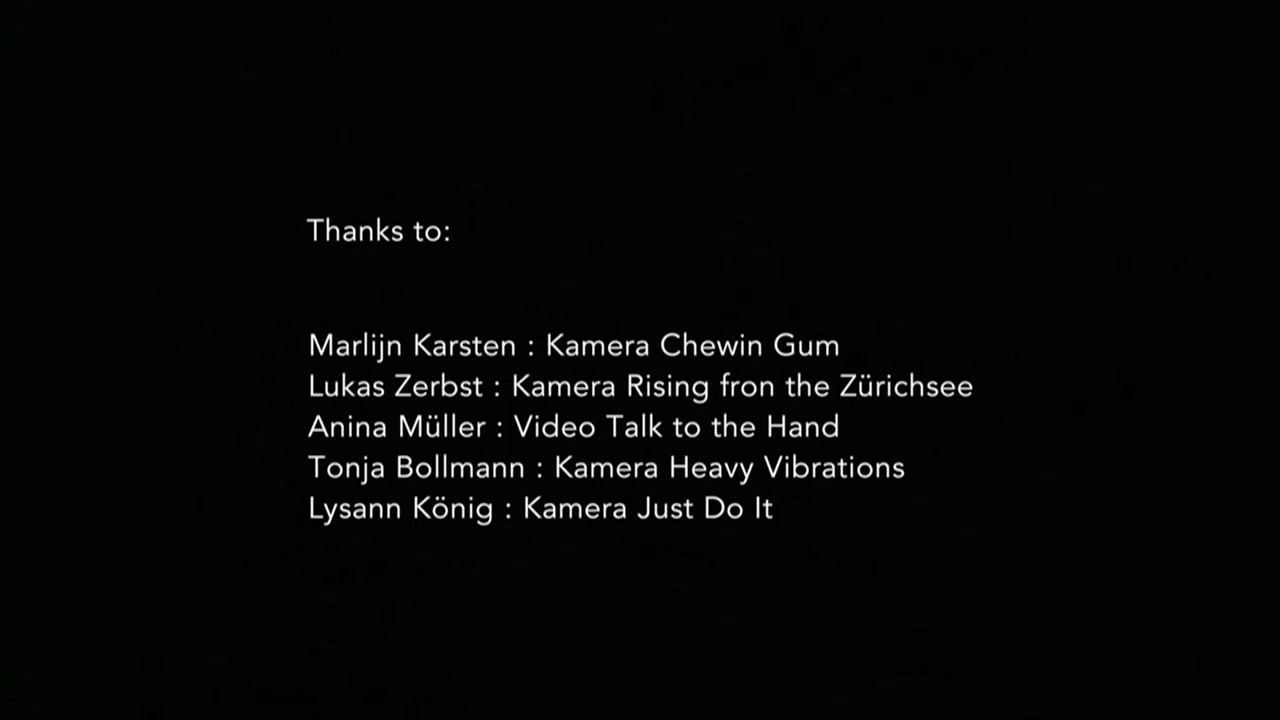 Thanks to:
Marlijn Karsten : Kamera Chewin Gum
Lukas Zerbst : Kamera Rising fron the Zürichsee
Anina Müller : Video Talk to the Hand
Tonja Bollmann : Kamera Heavy Vibrations
Lysann König : Kamera Just Do It